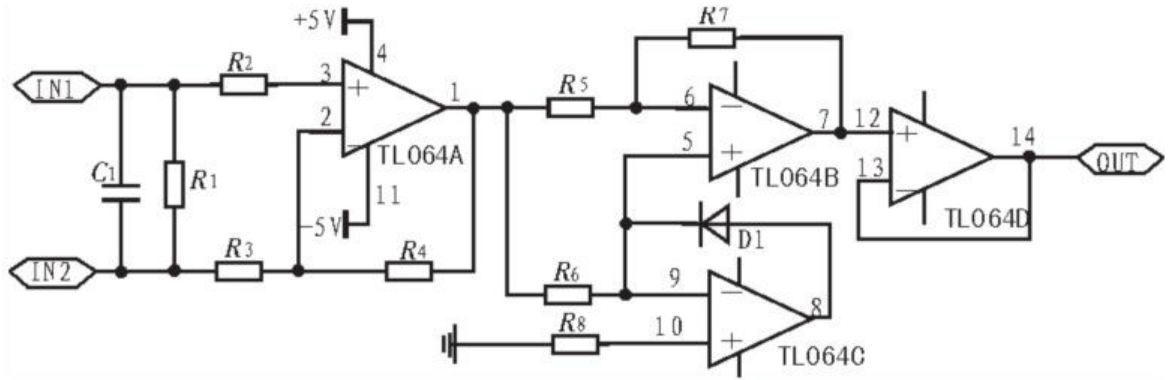 +5V
R7
4
IN1
R2
3
+
1
R5
6
−
7
12
+
14
OUT
2
−
TL064A
5
+
TL064B
13
−
TL064D
C1
R1
11
−5V
D1
IN2
R3
R4
R6
9
−
8
R8
10
+
TL064C